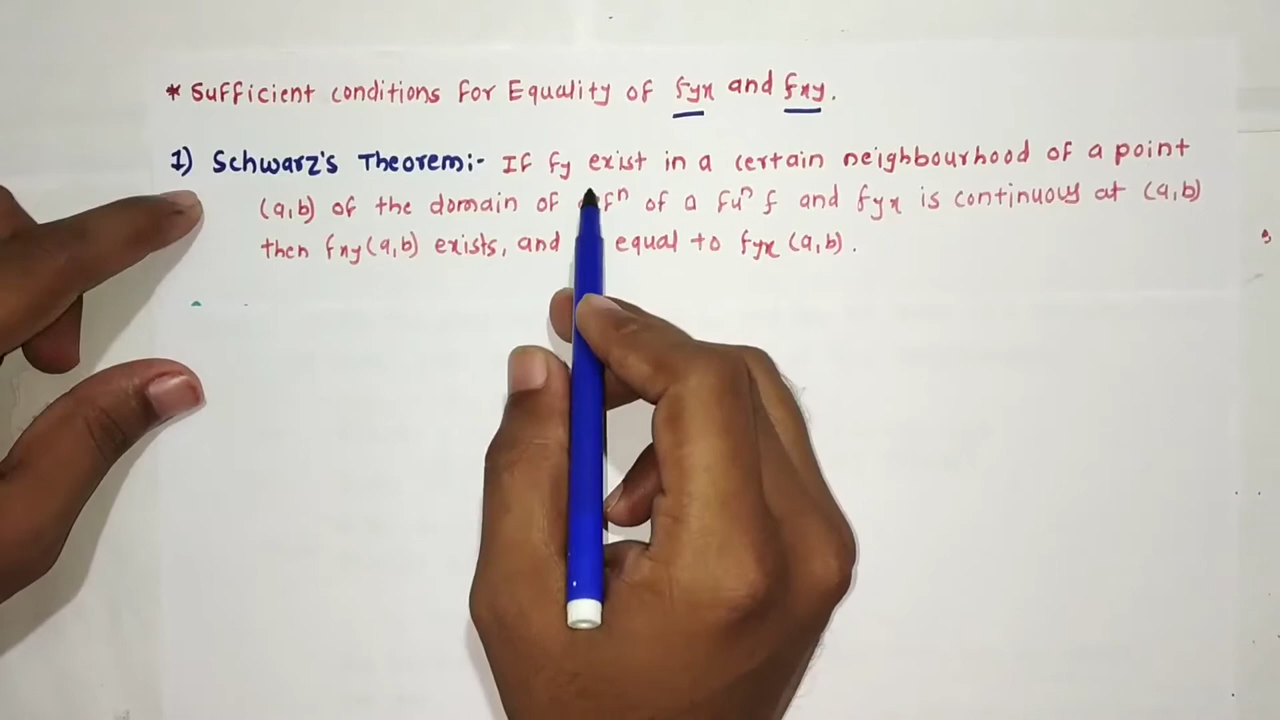 * Sufficient conditions for Equality of fyx and fxy.
1) Schwarz's Theorem:- If fy exist in a certain neighbourhood of a point
(a,b) of the domain of fⁿ of a fuⁿ f and fyx is continuous at (a,b)
then fxy(a,b) exists, and equal to fyx (a,b).